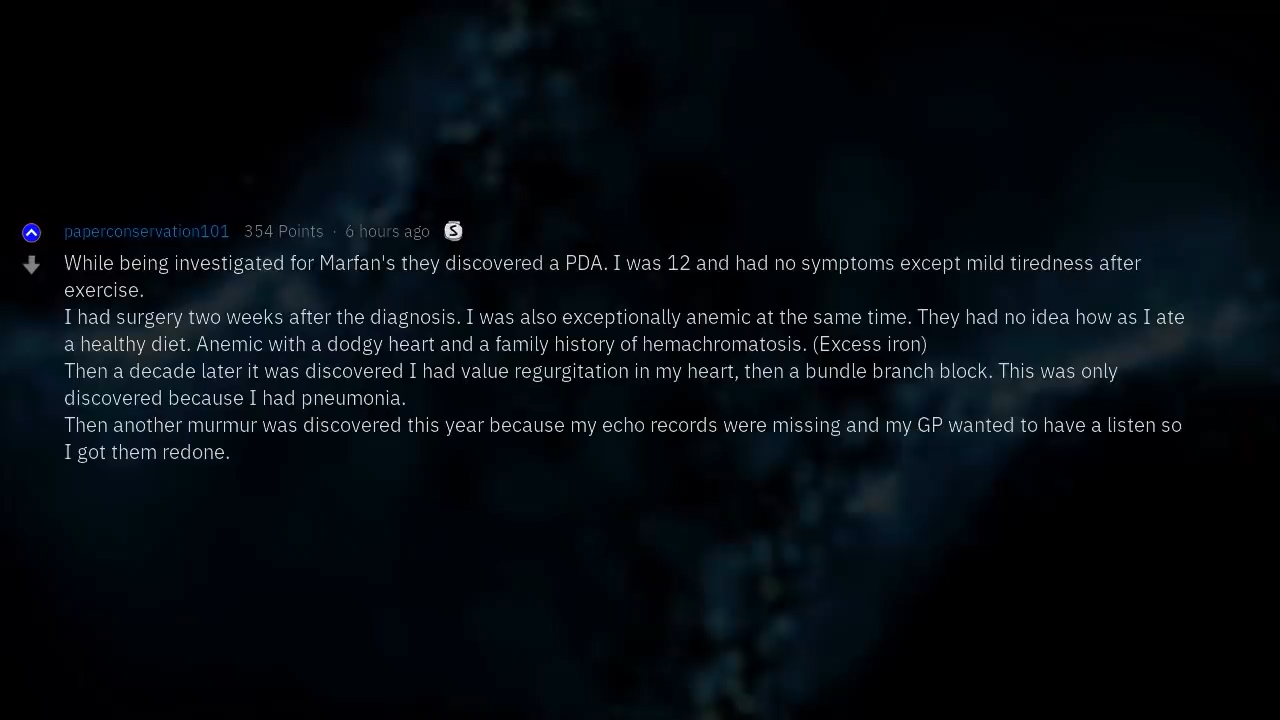 paperconservation101 354 Points · 6 hours ago S
While being investigated for Marfan's they discovered a PDA. I was 12 and had no symptoms except mild tiredness after
exercise.
I had surgery two weeks after the diagnosis. I was also exceptionally anemic at the same time. They had no idea how as I ate
a healthy diet. Anemic with a dodgy heart and a family history of hemachromatosis. (Excess iron)
Then a decade later it was discovered I had value regurgitation in my heart, then a bundle branch block. This was only
discovered because I had pneumonia.
Then another murmur was discovered this year because my echo records were missing and my GP wanted to have a listen so
I got them redone.